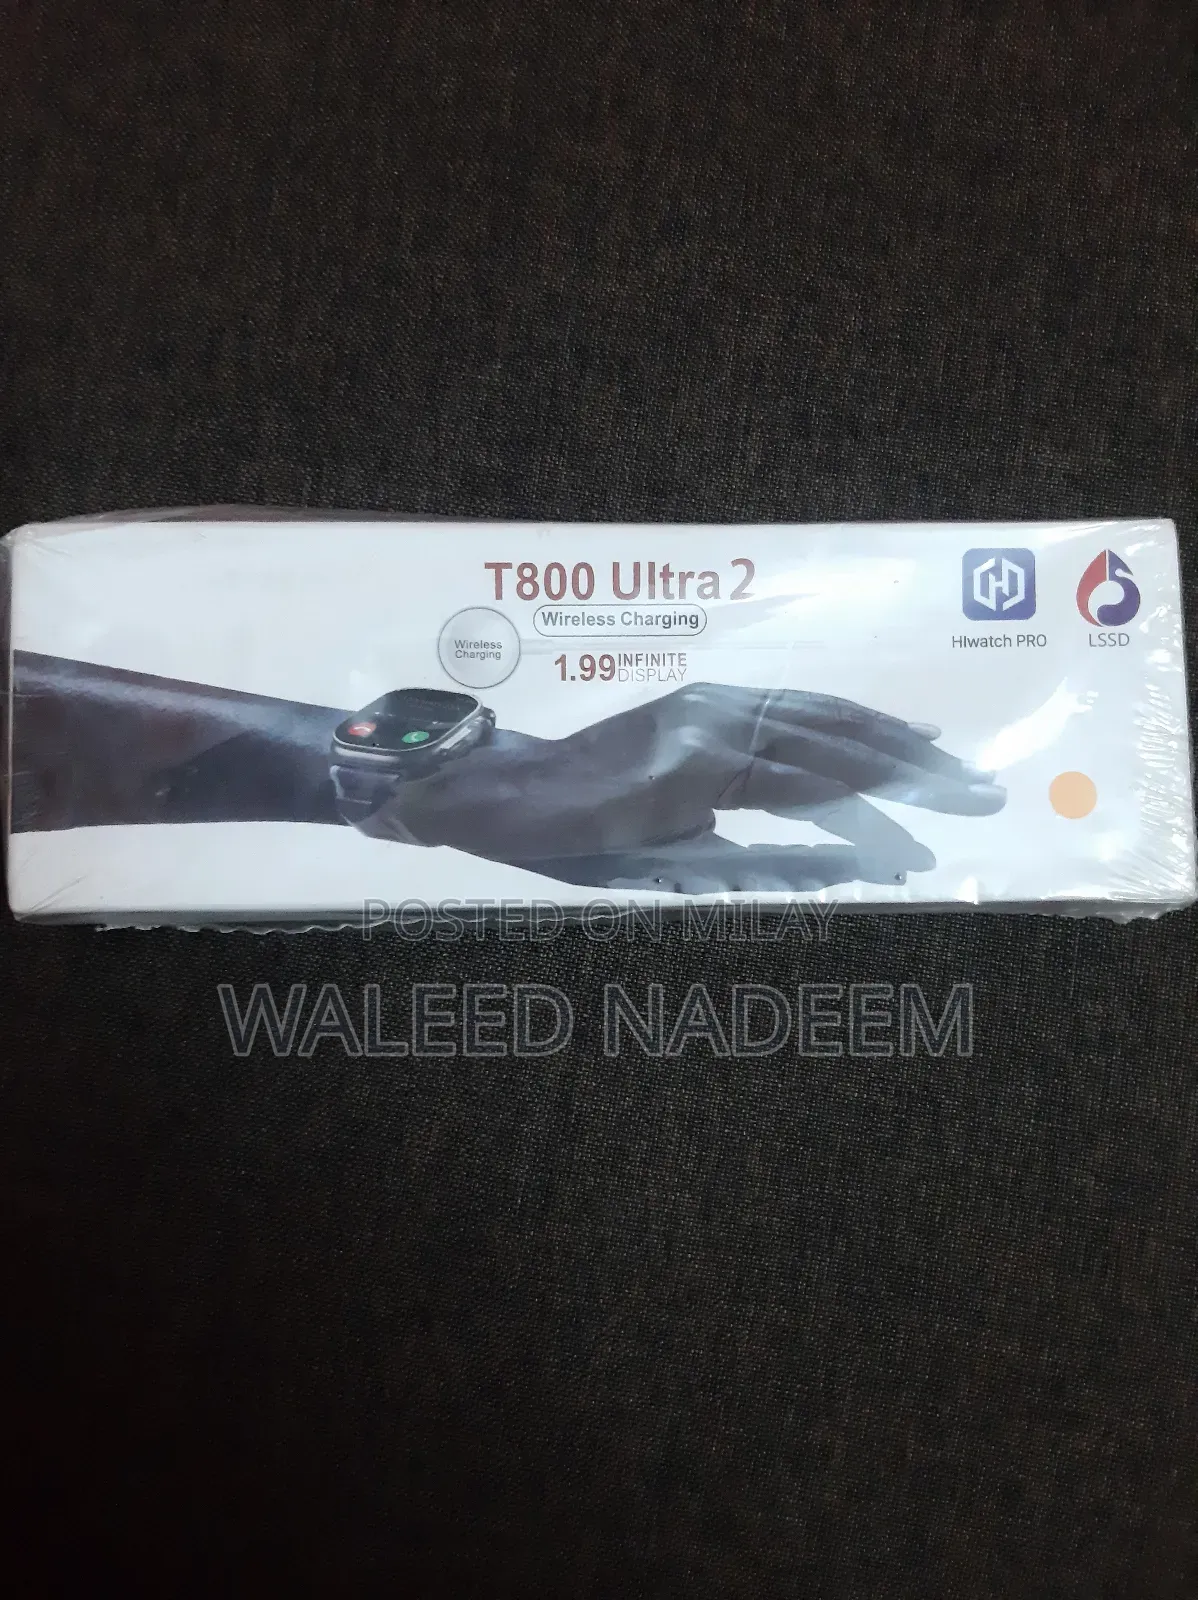 T800 Ultra 2
Wireless Charging
Wireless
Charging
1.99 INFINITE
DISPLAY
HIwatch PRO
LSSD
POSTED ON MILAY
WALEED NADEEM